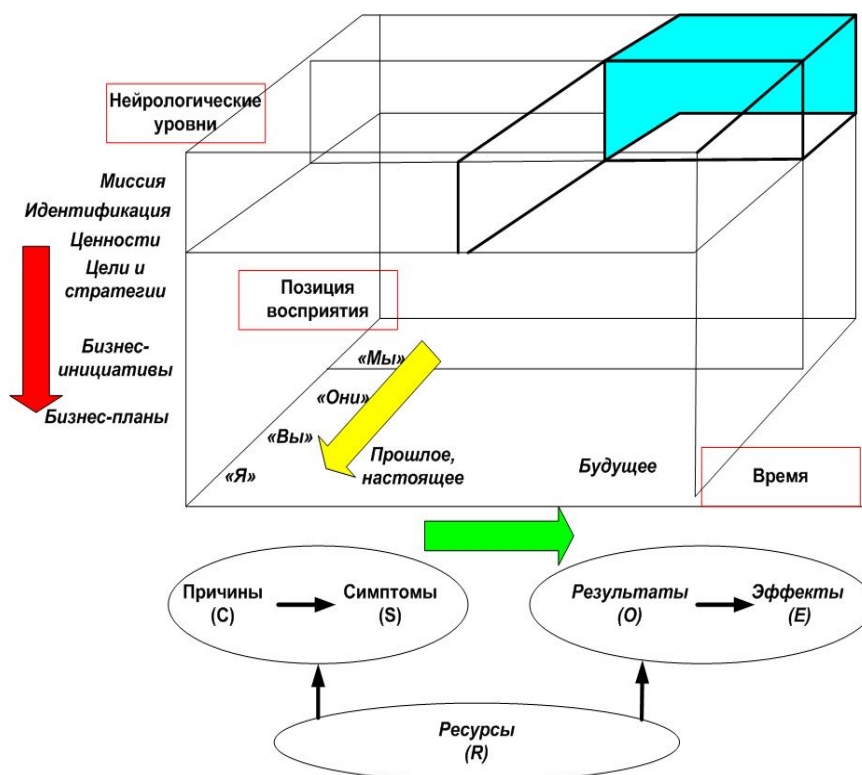 Нейрологические
уровни
Миссия
Идентификация
Ценности
Цели и
стратегии
Бизнес-
инициативы
Бизнес-планы
Позиция
восприятия
«Мы»
«Они»
«Вы»
«Я»
Прошлое,
настоящее
Будущее
Время
Причины
(C)
Симптомы
(S)
Результаты
(O)
Эффекты
(E)
Ресурсы
(R)